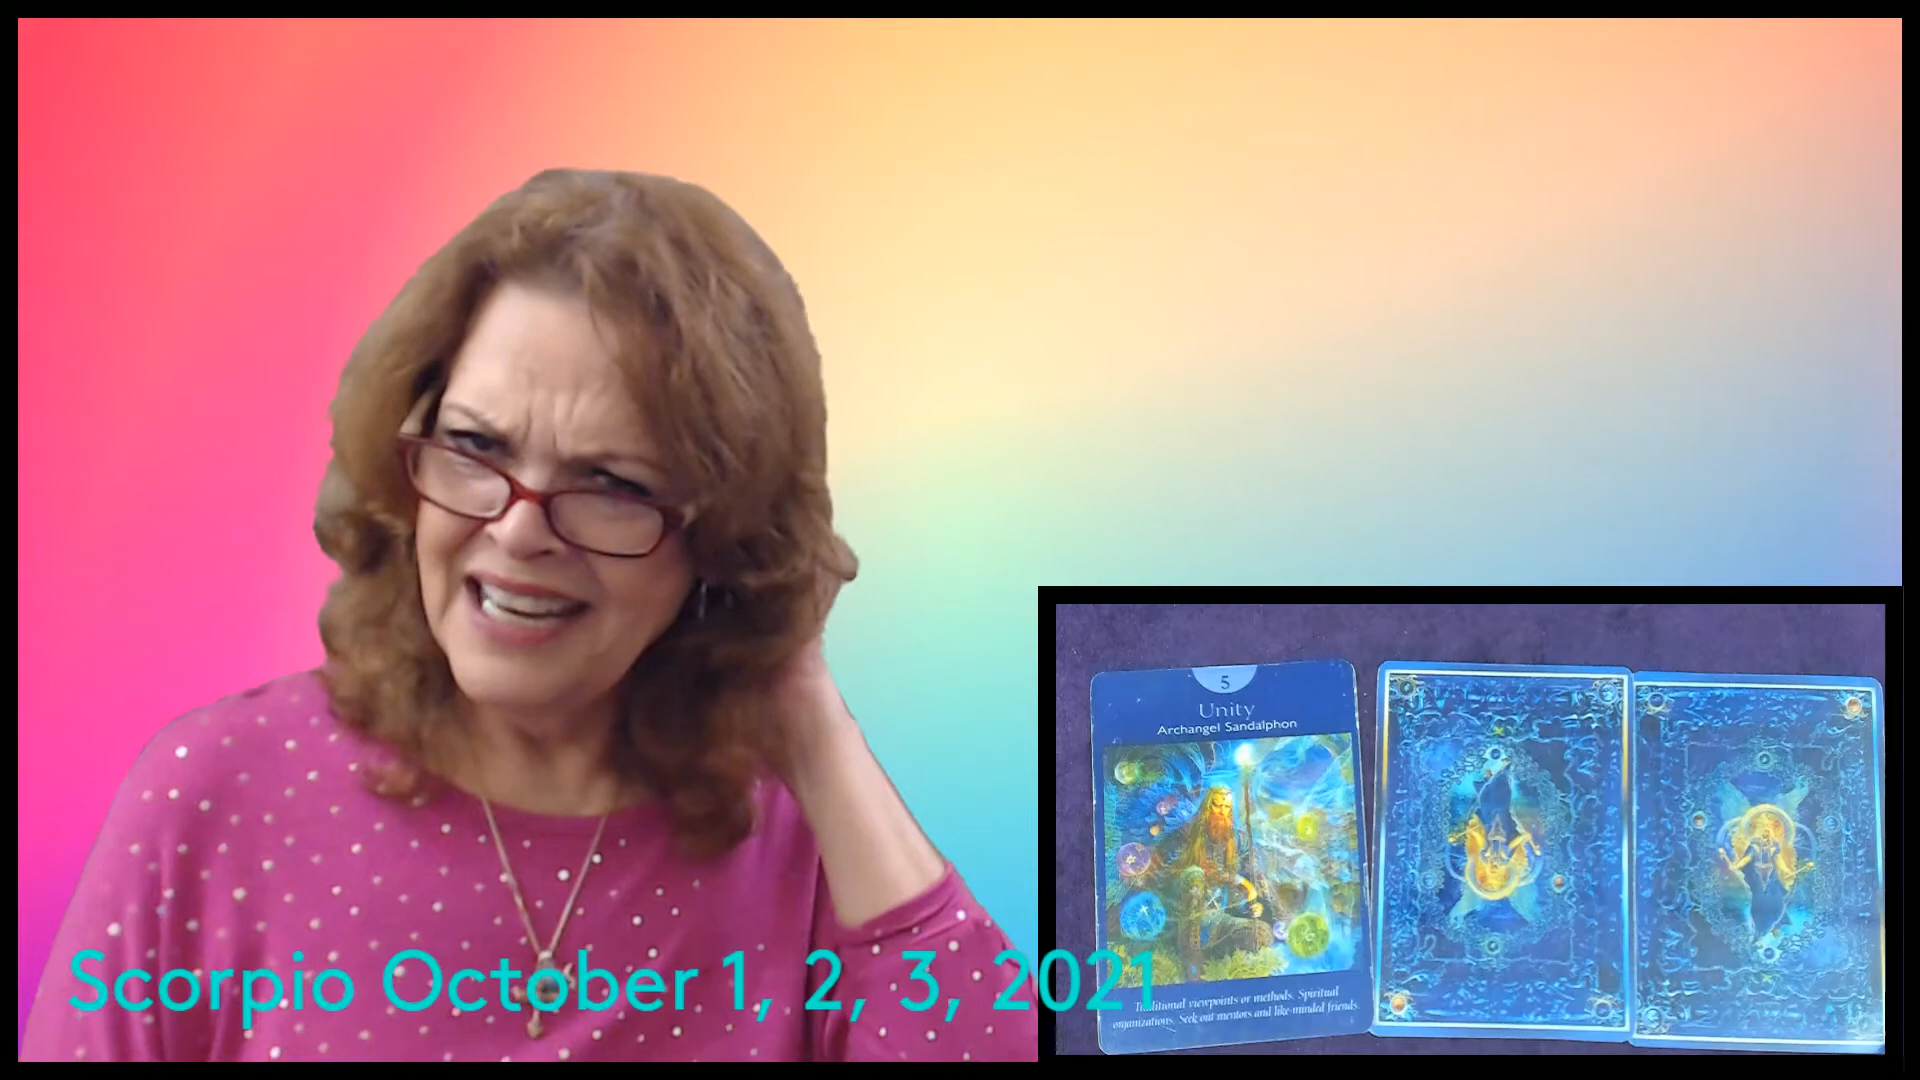 5
Unity
Archangel Sandalphon
Traditional viewpoints or methods. Spiritual
organizations. Seek out mentors and like-minded friends.
Scorpio October 1, 2, 3, 2021